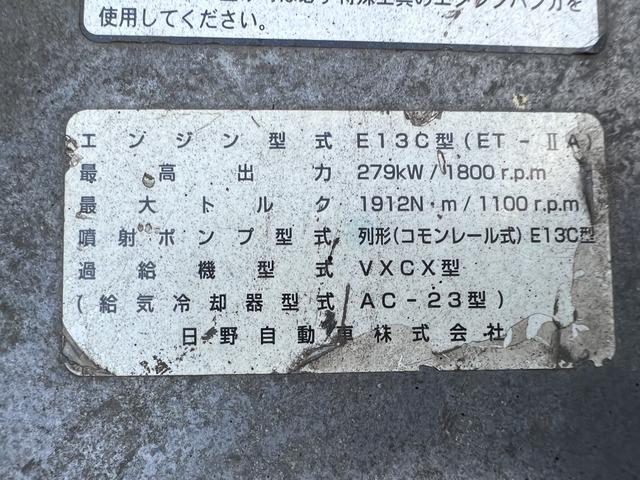 使用してください。
エンジン型式 E13C型(ET-ⅡA)
最高出力 279kW/1800r.p.m
最大トルク 1912N·m/1100r.p.m
噴射ポンプ型式 列形(コモンレール式)E13C型
過給機型式 VXCX型
(給気冷却器型式 AC-23型)
日野自動車株式会社